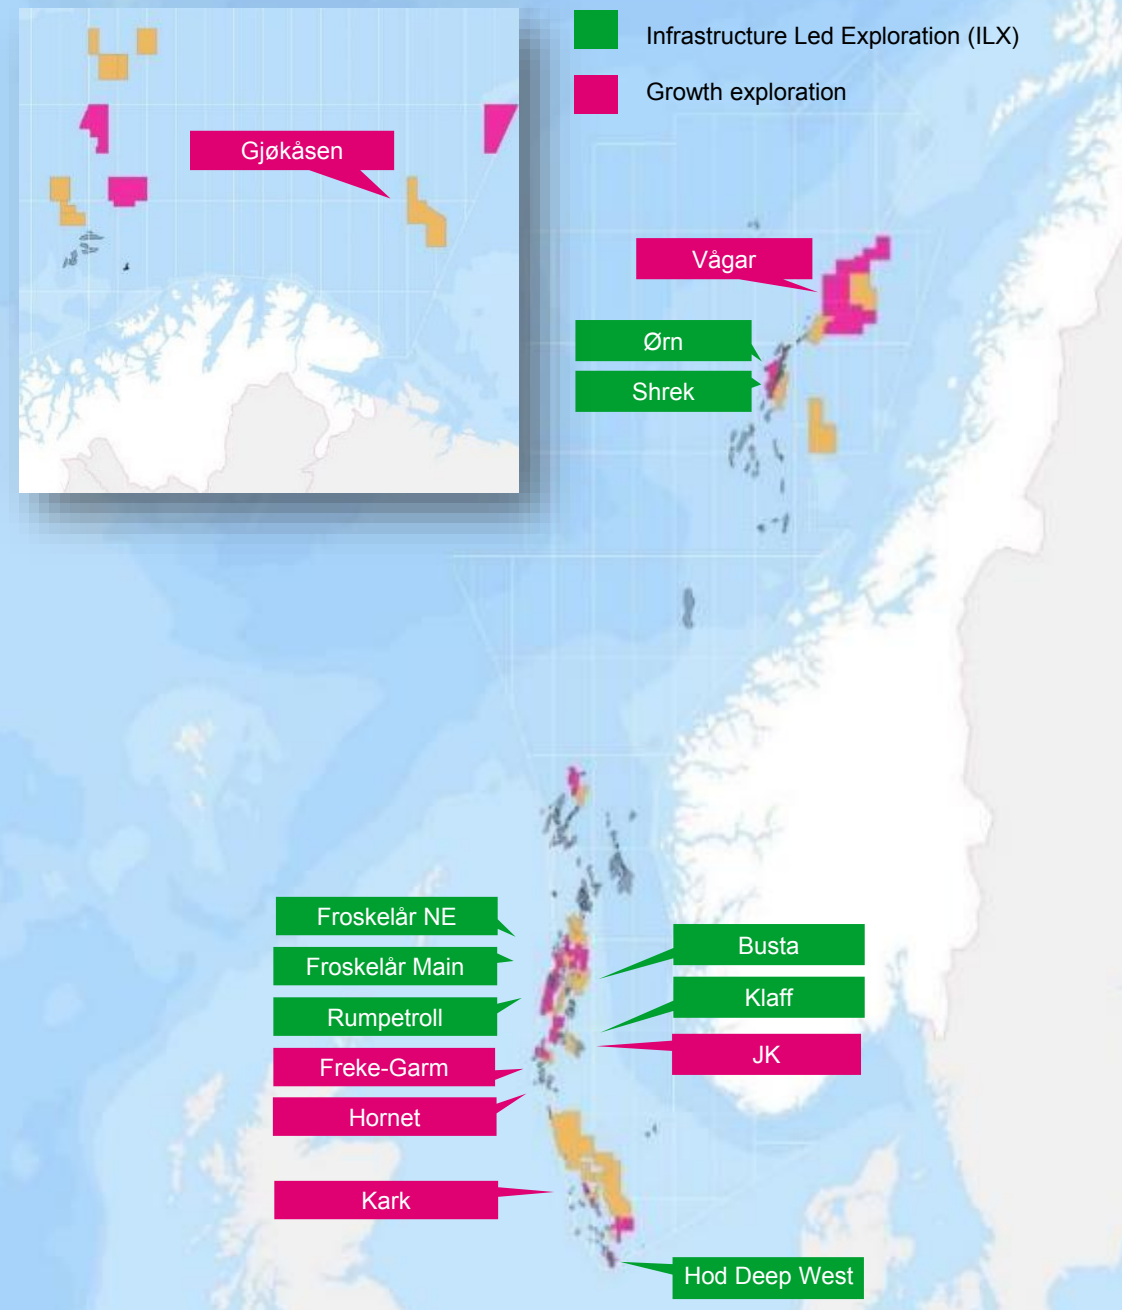 Infrastructure Led Exploration (ILX)
Growth exploration
Gjøkåsen
Vågar
Ørn
Shrek
Froskelår NE
Froskelår Main
Rumpetroll
Freke-Garm
Hornet
Kark
Busta
Klaff
JK
Hod Deep West